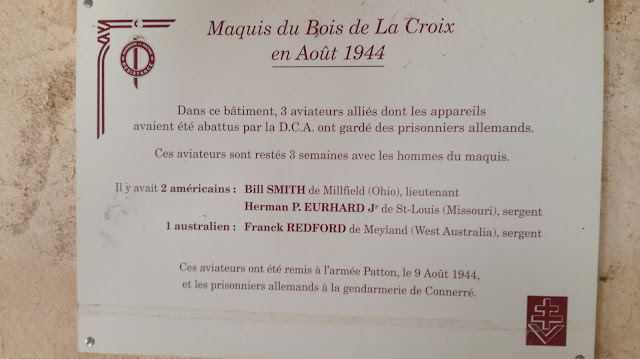 Maquis du Bois de La Croix
en Août 1944
Dans ce bâtiment, 3 aviateurs alliés dont les appareils
avaient été abattus par la D.C.A. ont gardé des prisonniers allemands.
Ces aviateurs sont restés 3 semaines avec les hommes du maquis.
Il y avait 2 américains : Bill SMITH de Millfield (Ohio), lieutenant
Herman P. EURHARD Jr de St-Louis (Missouri), sergent
1 australien : Franck REDFORD de Meyland (West Australia), sergent
Ces aviateurs ont été remis à l'armée Patton, le 9 Août 1944,
et les prisonniers allemands à la gendarmerie de Connerré.